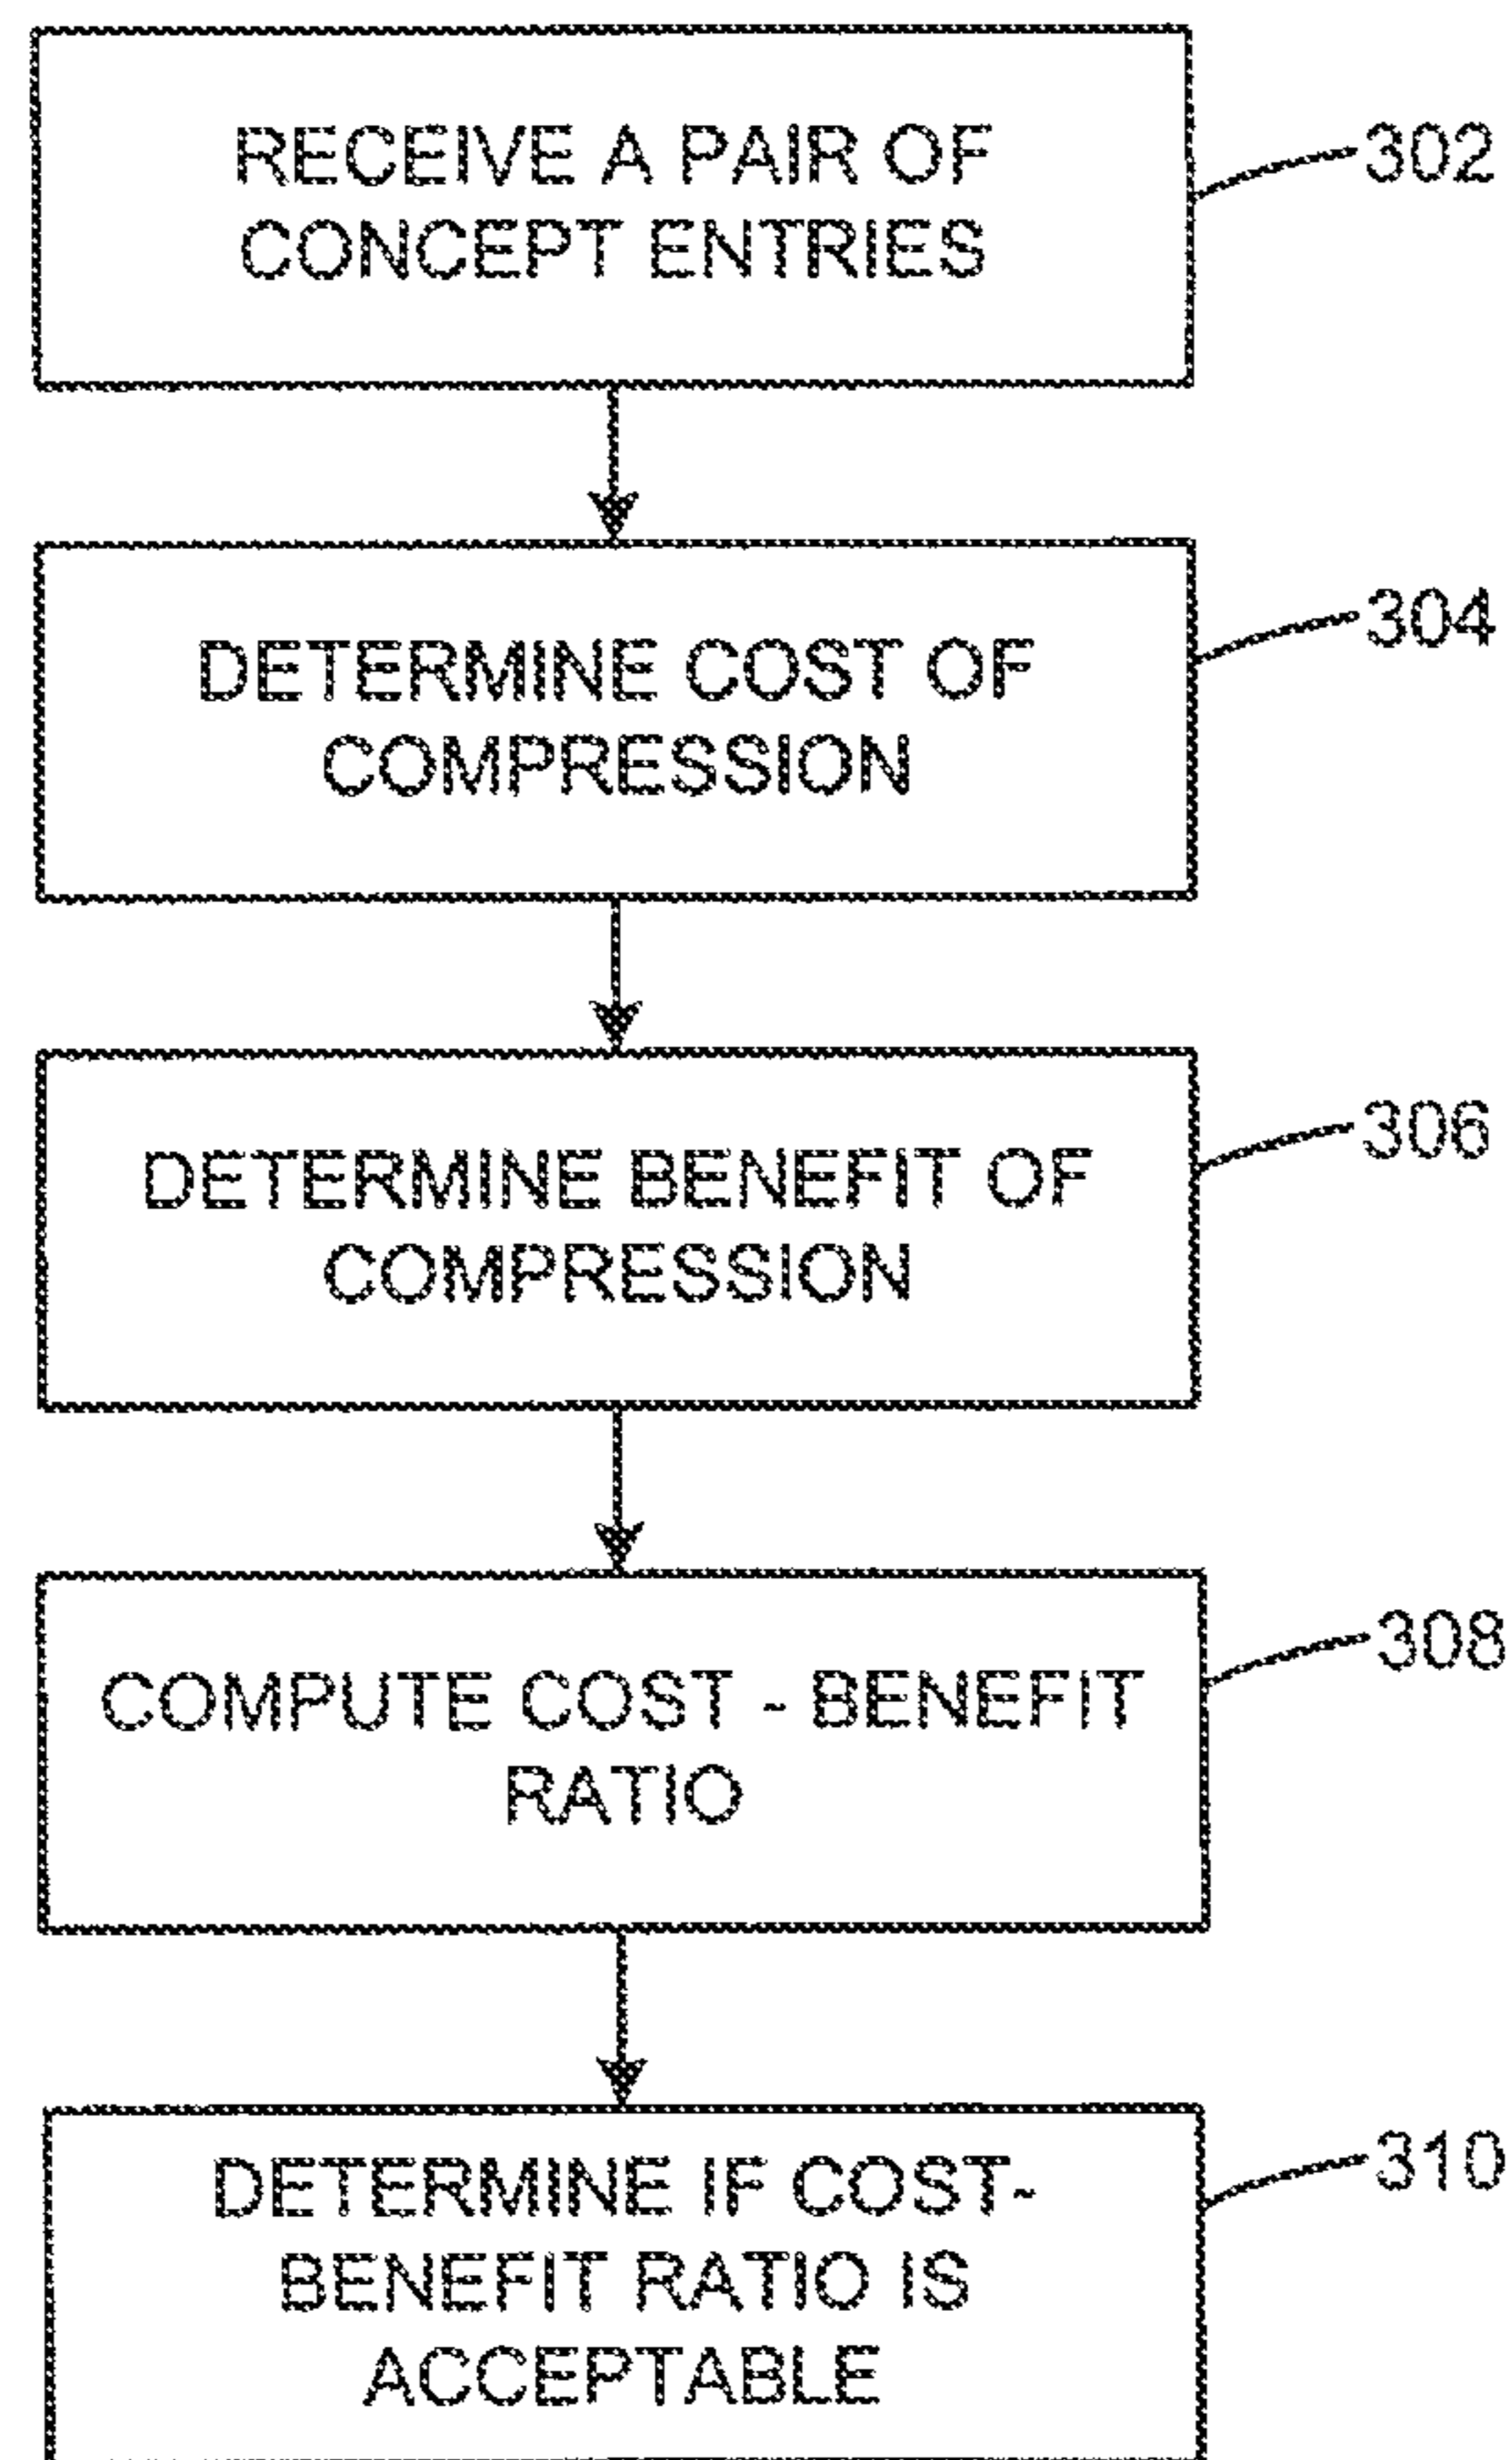 RECEIVE A PAIR OF
CONCEPT ENTRIES
302
DETERMINE COST OF
COMPRESSION
304
DETERMINE BENEFIT OF
COMPRESSION
306
COMPUTE COST - BENEFIT
RATIO
308
DETERMINE IF COST-
BENEFIT RATIO IS
ACCEPTABLE
310